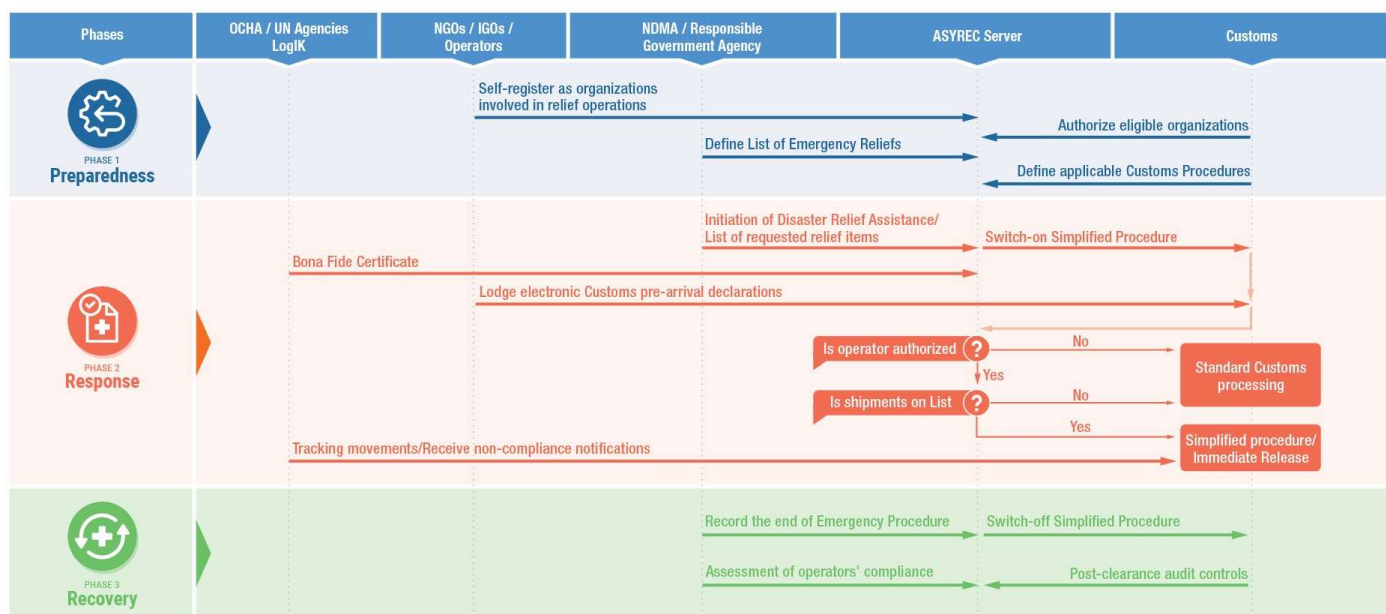 Phases
OCHA / UN Agencies
LogIK
NGOs / IGOs /
Operators
NDMA / Responsible
Government Agency
ASYREC Server
Customs
PHASE 1
Preparedness
Self-register as organizations
involved in relief operations
Authorize eligible organizations
Define List of Emergency Reliefs
Define applicable Customs Procedures
PHASE 2
Response
Initiation of Disaster Relief Assistance/
List of requested relief items
Switch-on Simplified Procedure
Bona Fide Certificate
Lodge electronic Customs pre-arrival declarations
Is operator authorized
?
No
Yes
Standard Customs
processing
Is shipments on List
?
No
Yes
Simplified procedure/
Immediate Release
Tracking movements/Receive non-compliance notifications
PHASE 3
Recovery
Record the end of Emergency Procedure
Switch-off Simplified Procedure
Assessment of operators' compliance
Post-clearance audit controls